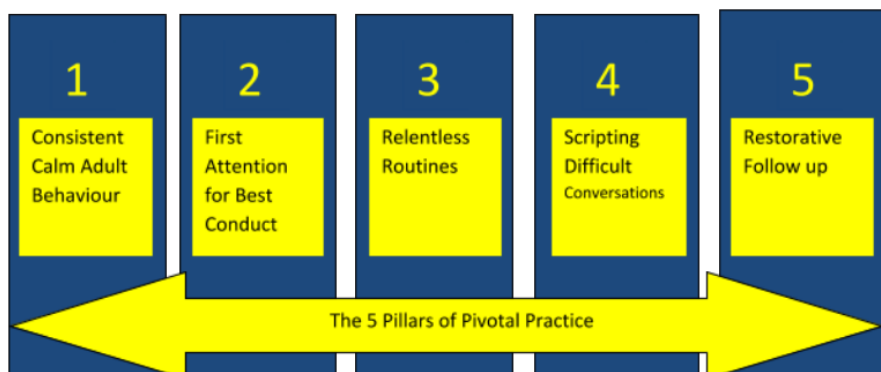 1
Consistent
Calm Adult
Behaviour
2
First
Attention
for Best
Conduct
3
Relentless
Routines
4
Scripting
Difficult
Conversations
5
Restorative
Follow up
The 5 Pillars of Pivotal Practice